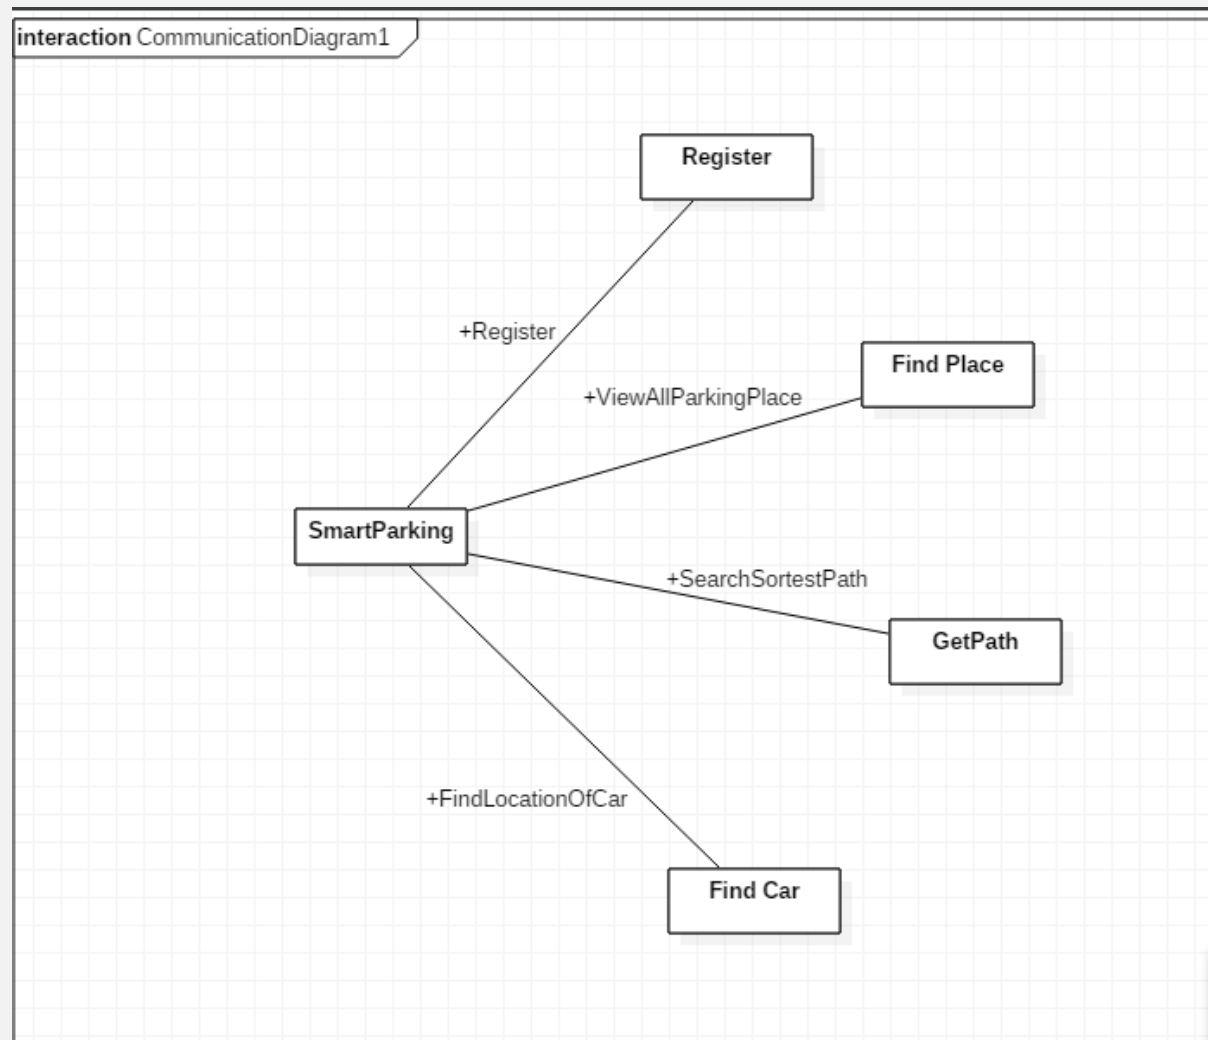 interaction CommunicationDiagram1
Register
+Register
Find Place
+ViewAllParkingPlace
SmartParking
+SearchSortestPath
GetPath
+FindLocationOfCar
Find Car